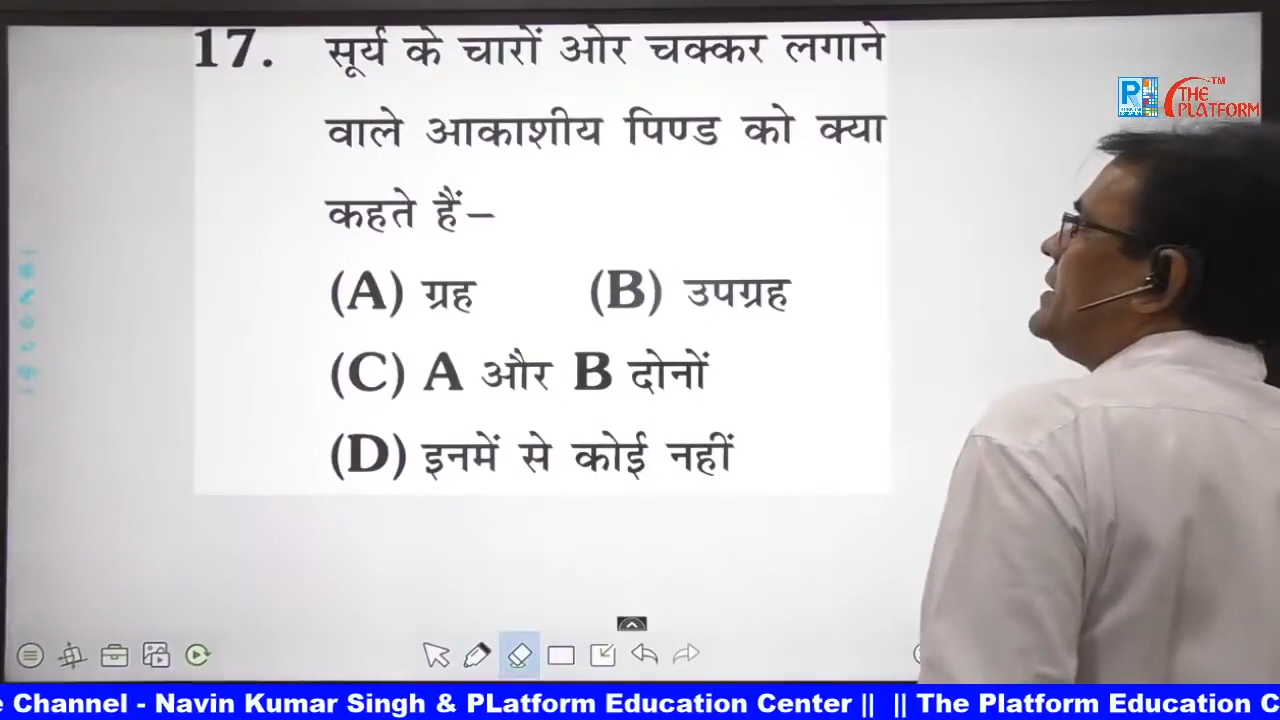 17. सूर्य के चारों ओर चक्कर लगाने
वाले आकाशीय पिण्ड को क्या
कहते हैं–
(A) ग्रह (B) उपग्रह
(C) A और B दोनों
(D) इनमें से कोई नहीं
THE PLATFORM™
e Channel - Navin Kumar Singh & PLatform Education Center || || The Platform Education C